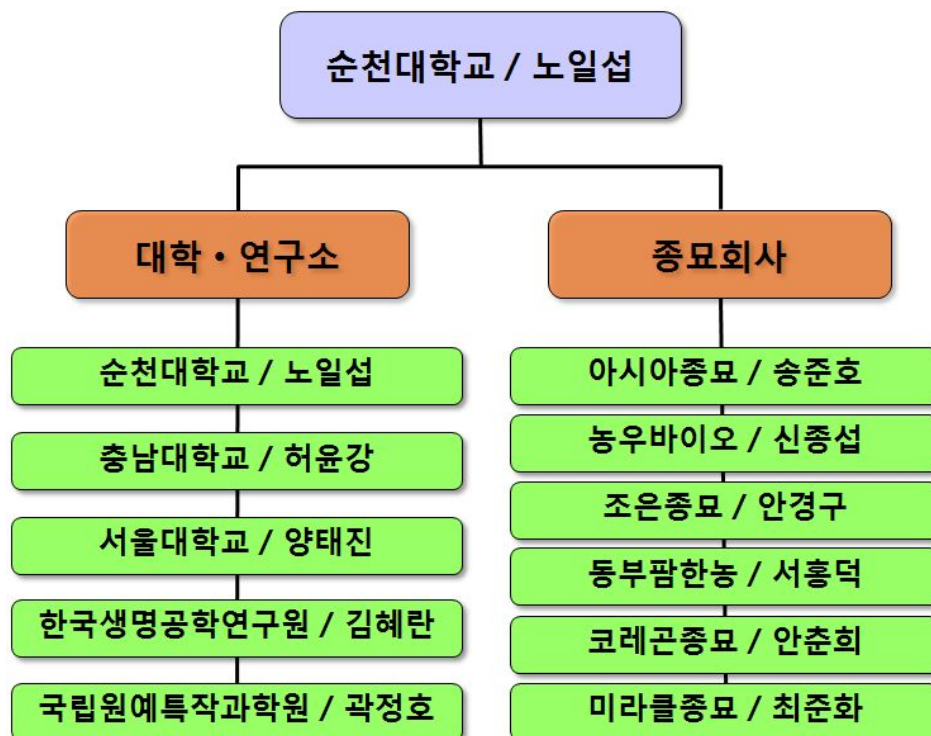 순천대학교 / 노일섭
대학・연구소
순천대학교 / 노일섭
충남대학교 / 허윤강
서울대학교 / 양태진
한국생명공학연구원 / 김혜란
국립원예특작과학원 / 곽정호
종묘회사
아시아종묘 / 송준호
농우바이오 / 신종섭
조은종묘 / 안경구
동부팜한농 / 서홍덕
코레곤종묘 / 안춘희
미라클종묘 / 최준화